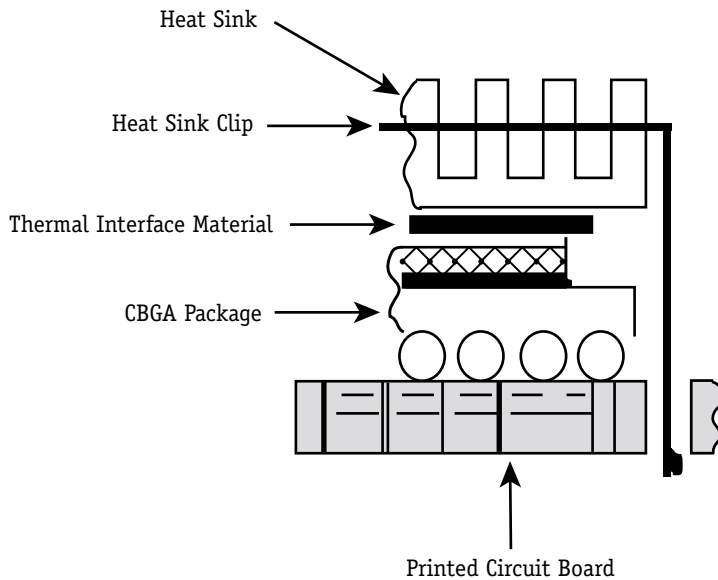 Heat Sink
Heat Sink Clip
Thermal Interface Material
CBGA Package
Printed Circuit Board